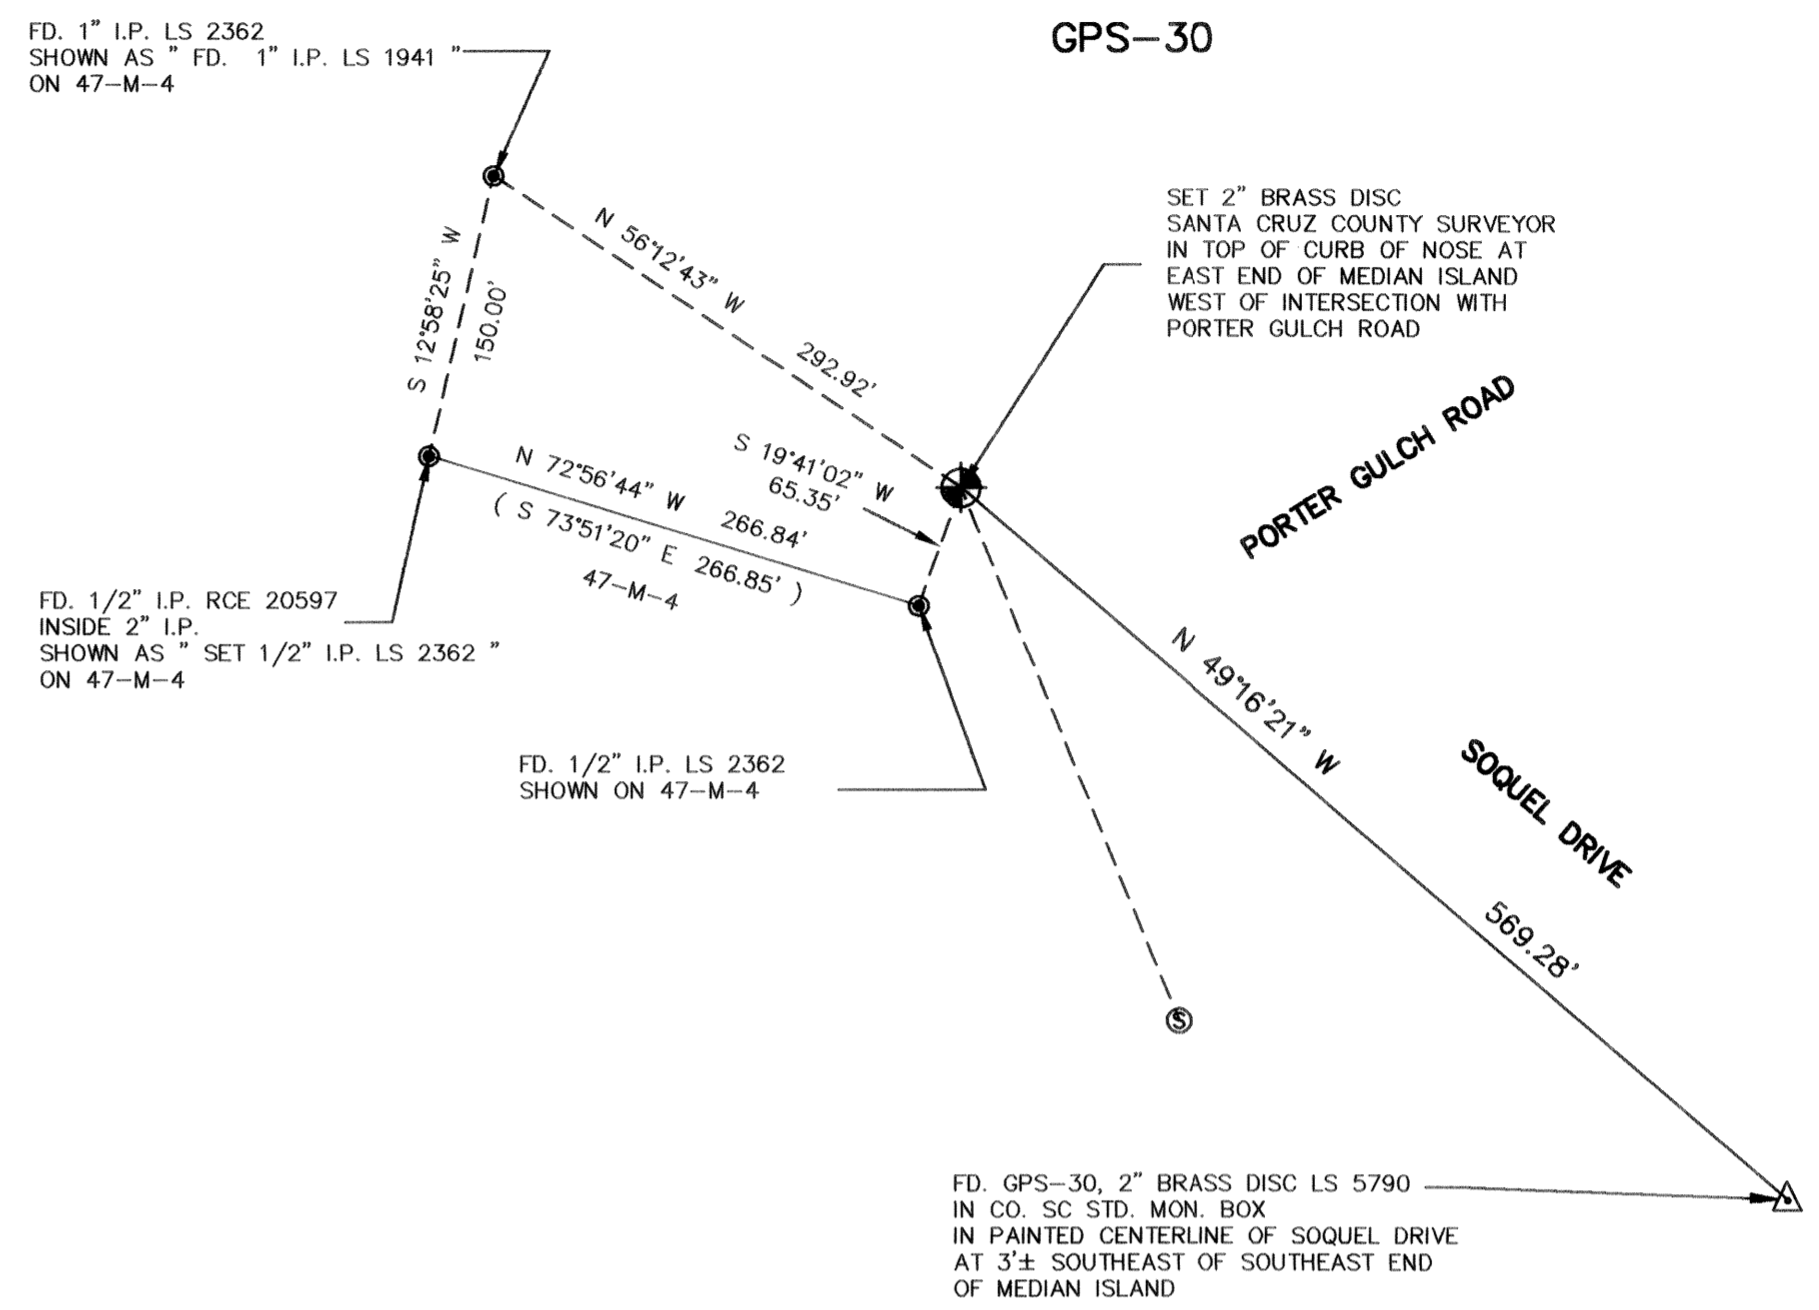 GPS-30
FD. 1" I.P. LS 2362
SHOWN AS " FD. 1" I.P. LS 1941 "
ON 47-M-4
SET 2" BRASS DISC
SANTA CRUZ COUNTY SURVEYOR
IN TOP OF CURB OF NOSE AT
EAST END OF MEDIAN ISLAND
WEST OF INTERSECTION WITH
PORTER GULCH ROAD
N 56°12'43" W
292.92'
S 12°58'25" W
150.00'
S 19°41'02" W
65.35'
N 72°56'44" W 266.84'
( S 73°51'20" E 266.85' )
47-M-4
PORTER GULCH ROAD
FD. 1/2" I.P. RCE 20597
INSIDE 2" I.P.
SHOWN AS " SET 1/2" I.P. LS 2362 "
ON 47-M-4
FD. 1/2" I.P. LS 2362
SHOWN ON 47-M-4
N 49°16'21" W
569.28'
SOQUEL DRIVE
S
FD. GPS-30, 2" BRASS DISC LS 5790
IN CO. SC STD. MON. BOX
IN PAINTED CENTERLINE OF SOQUEL DRIVE
AT 3'± SOUTHEAST OF SOUTHEAST END
OF MEDIAN ISLAND